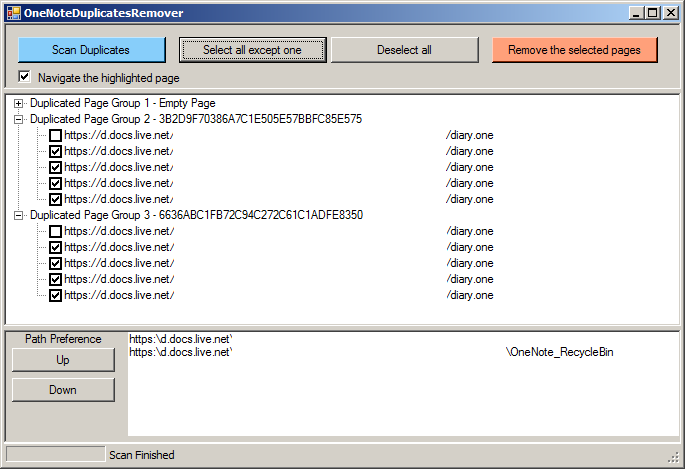 OneNoteDuplicatesRemover
Scan Duplicates Select all except one Deselect all Remove the selected pages
Navigate the highlighted page
Duplicated Page Group 1 - Empty Page
Duplicated Page Group 2 - 3B2D9F70386A7C1E505E57BBFC85E575
https://d.docs.live.net/ /diary.one
https://d.docs.live.net/ /diary.one
https://d.docs.live.net/ /diary.one
https://d.docs.live.net/ /diary.one
https://d.docs.live.net/ /diary.one
Duplicated Page Group 3 - 6636ABC1FB72C94C272C61C1ADFE8350
https://d.docs.live.net/ /diary.one
https://d.docs.live.net/ /diary.one
https://d.docs.live.net/ /diary.one
https://d.docs.live.net/ /diary.one
https://d.docs.live.net/ /diary.one
Path Preference
Up
Down
https:\d.docs.live.net\
https:\d.docs.live.net\ \OneNote_RecycleBin
Scan Finished